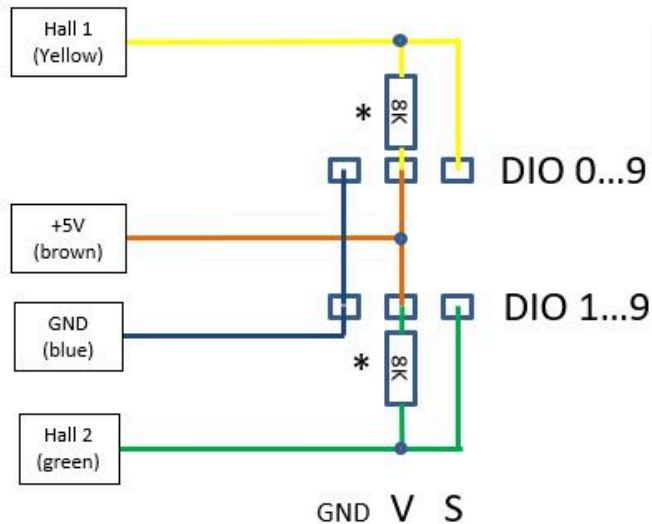 Hall 1
(Yellow)
* 8K
DIO 0...9
+5V
(brown)
DIO 1...9
GND
(blue)
* 8K
Hall 2
(green)
GND V S